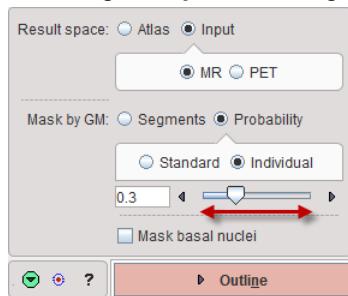 Result space: Atlas Input
MR PET
Mask by GM: Segments Probability
Standard Individual
0.3
Mask basal nuclei
? Outline